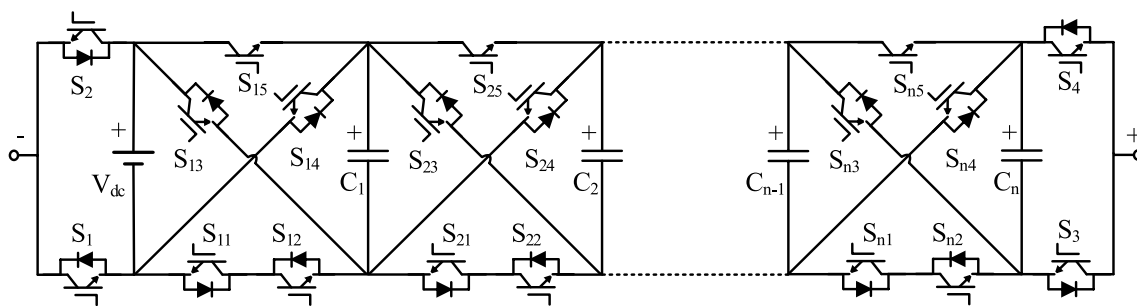 S2
S15
S25
Sn5
S4
-
+
S13
S14
+
S23
S24
+
+
Sn3
Sn4
+
+
Vdc
C1
C2
Cn-1
Cn
S1
S11
S12
S21
S22
Sn1
Sn2
S3